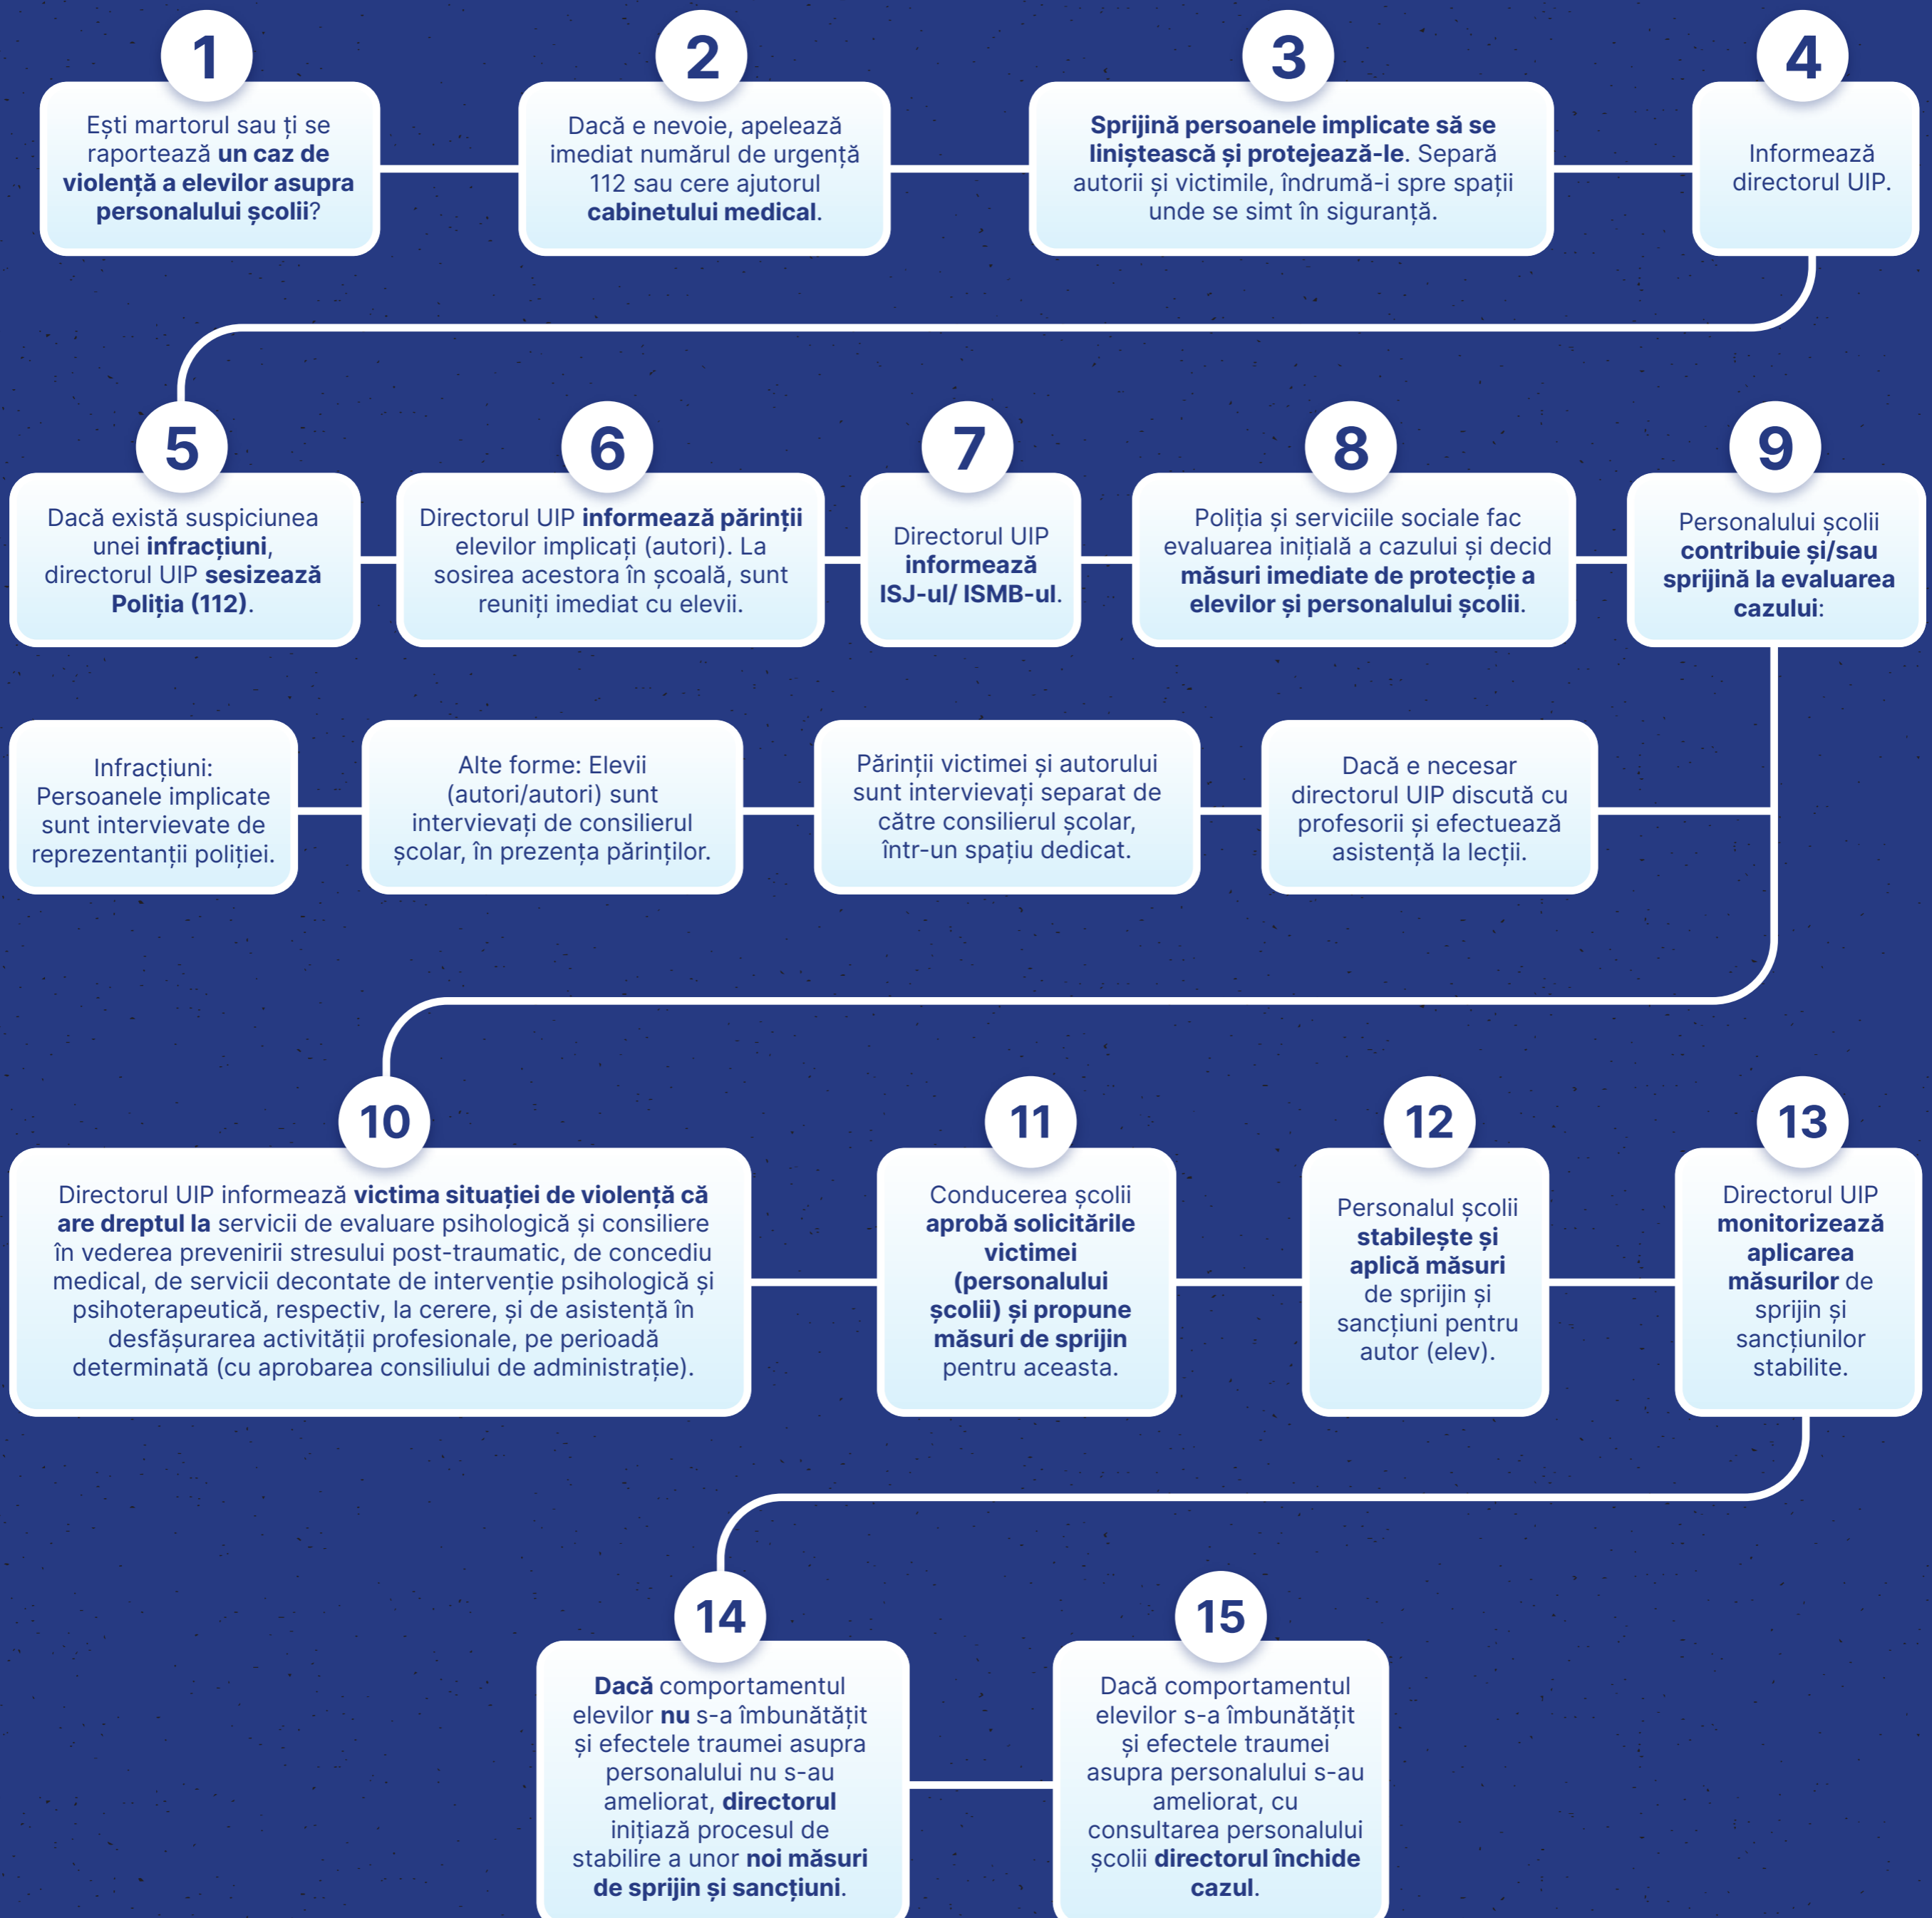 1
Ești martorul sau ți se
raportează un caz de
violență a elevilor asupra
personalului școlii?
2
Dacă e nevoie, apelează
imediat numărul de urgență
112 sau cere ajutorul
cabinetului medical.
3
Sprijină persoanele implicate să se
liniștească și protejează-le. Separă
autorii și victimile, îndrumă-i spre spații
unde se simt în siguranță.
4
Informează
directorul UIP.
5
Dacă există suspiciunea
unei infracțiuni,
directorul UIP sesizează
Poliția (112).
6
Directorul UIP informează părinții
elevilor implicați (autori). La
sosirea acestora în școală, sunt
reuniți imediat cu elevii.
7
Directorul UIP
informează
ISJ-ul/ ISMB-ul.
8
Poliția și serviciile sociale fac
evaluarea inițială a cazului și decid
măsuri imediate de protecție a
elevilor și personalului școlii.
9
Personalului școlii
contribuie și/sau
sprijină la evaluarea
cazului:
Infracțiuni:
Persoanele implicate
sunt intervievate de
reprezentanții poliției.
Alte forme: Elevii
(autori/autori) sunt
intervievați de consilierul
școlar, în prezența părinților.
Părinții victimei și autorului
sunt intervievați separat de
către consilierul școlar,
într-un spațiu dedicat.
Dacă e necesar
directorul UIP discută cu
profesorii și efectuează
asistență la lecții.
10
Directorul UIP informează victima situației de violență că
are dreptul la servicii de evaluare psihologică și consiliere
în vederea prevenirii stresului post-traumatic, de concediu
medical, de servicii decontate de intervenție psihologică și
psihoterapeutică, respectiv, la cerere, și de asistență în
desfășurarea activității profesionale, pe perioadă
determinată (cu aprobarea consiliului de administrație).
11
Conducerea școlii
aprobă solicitările
victimei
(personalului
școlii) și propune
măsuri de sprijin
pentru aceasta.
12
Personalul școlii
stabilește și
aplică măsuri
de sprijin și
sancțiuni pentru
autor (elev).
13
Directorul UIP
monitorizează
aplicarea
măsurilor de
sprijin și
sancțiunilor
stabilite.
14
Dacă comportamentul
elevilor nu s-a îmbunătățit
și efectele traumei asupra
personalului nu s-au
ameliorat, directorul
inițiază procesul de
stabilire a unor noi măsuri
de sprijin și sancțiuni.
15
Dacă comportamentul
elevilor s-a îmbunătățit
și efectele traumei
asupra personalului s-au
ameliorat, cu
consultarea personalului
școlii directorul închide
cazul.